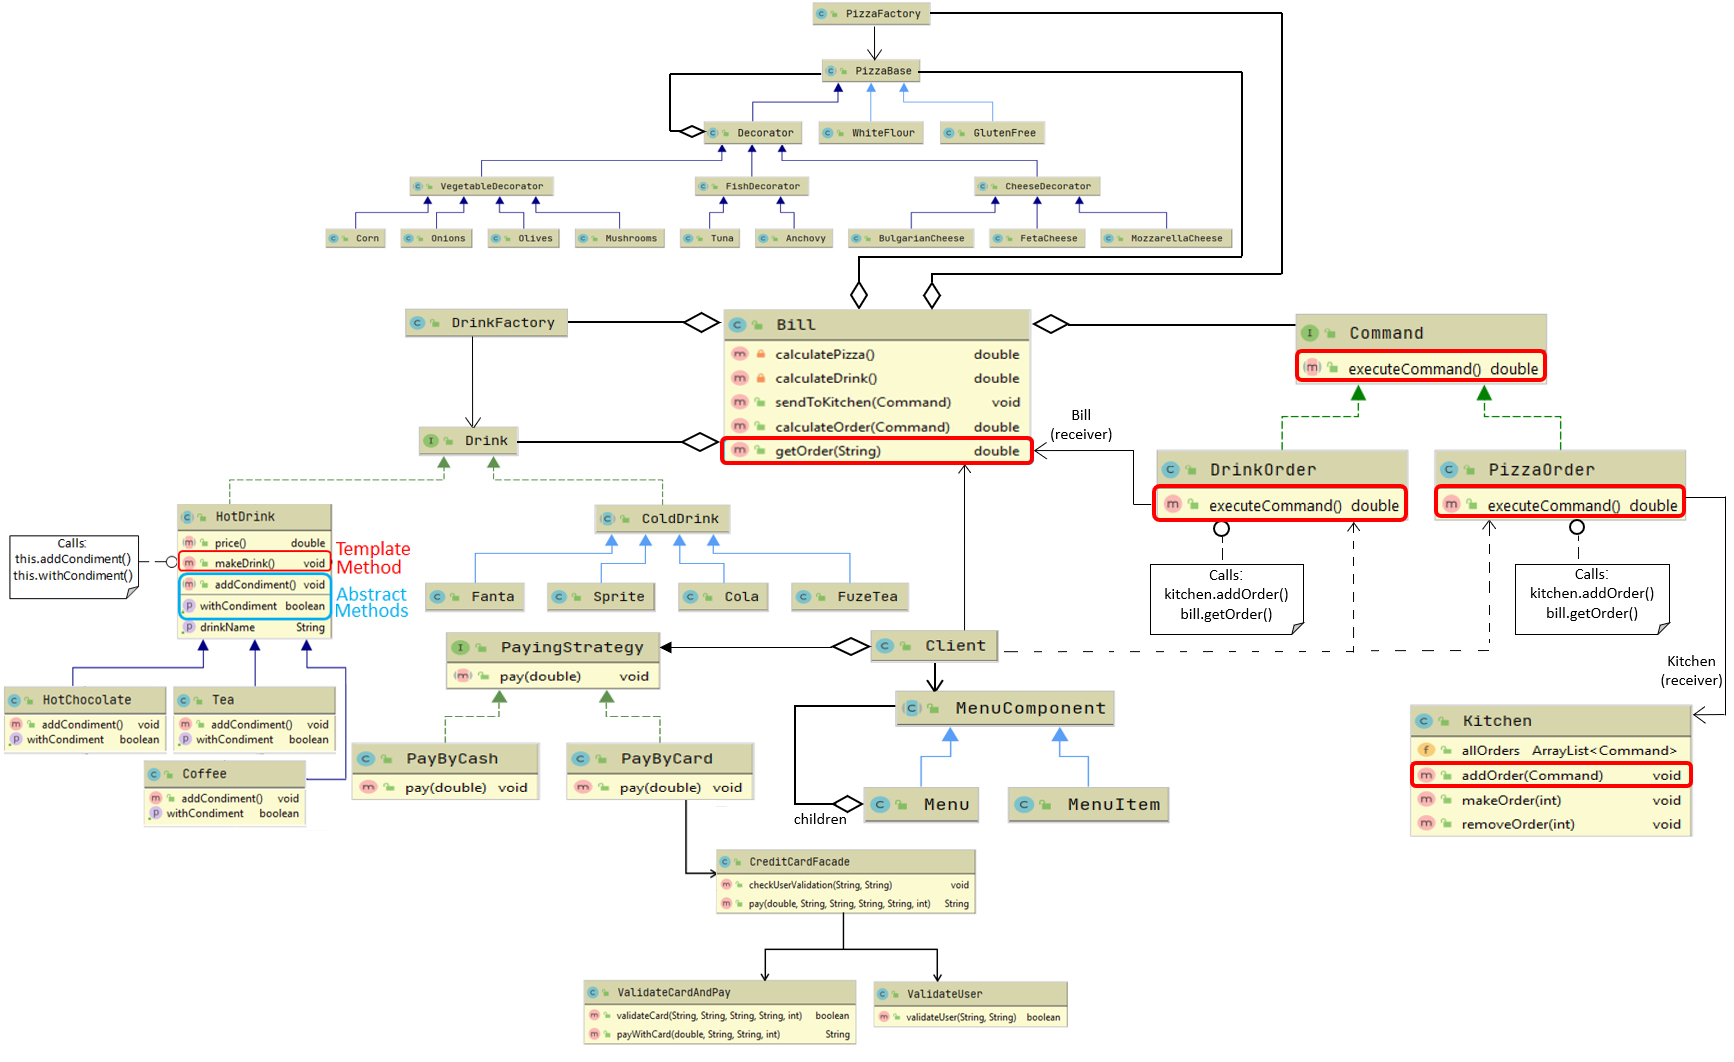 PizzaFactory
PizzaBase
Decorator
WhiteFlour
GlutenFree
VegetableDecorator
FishDecorator
CheeseDecorator
Corn
Onions
Olives
Mushrooms
Tuna
Anchovy
BulgarianCheese
FetaCheese
MozzarellaCheese
DrinkFactory
Bill
calculatePizza() double
calculateDrink() double
sendToKitchen(Command) void
calculateOrder(Command) double
getOrder(String) double
Command
executeCommand() double
Bill
(receiver)
Drink
DrinkOrder
executeCommand() double
PizzaOrder
executeCommand() double
HotDrink
price() double
makeDrink() void
addCondiment() void
withCondiment boolean
drinkName String
Calls:
this.addCondiment()
this.withCondiment()
Template
Method
Abstract
Methods
ColdDrink
Fanta
Sprite
Cola
FuzeTea
Calls:
kitchen.addOrder()
bill.getOrder()
Calls:
kitchen.addOrder()
bill.getOrder()
PayingStrategy
pay(double) void
Client
Kitchen
(receiver)
HotChocolate
addCondiment() void
withCondiment boolean
Tea
addCondiment() void
withCondiment boolean
Coffee
addCondiment() void
withCondiment boolean
MenuComponent
Kitchen
allOrders ArrayList<Command>
addOrder(Command) void
makeOrder(int) void
removeOrder(int) void
PayByCash
pay(double) void
PayByCard
pay(double) void
children
Menu
MenuItem
CreditCardFacade
checkUserValidation(String, String) void
pay(double, String, String, String, String, int) String
ValidateCardAndPay
validateCard(String, String, String, String, int) boolean
payWithCard(double, String, String, int) String
ValidateUser
validateUser(String, String) boolean